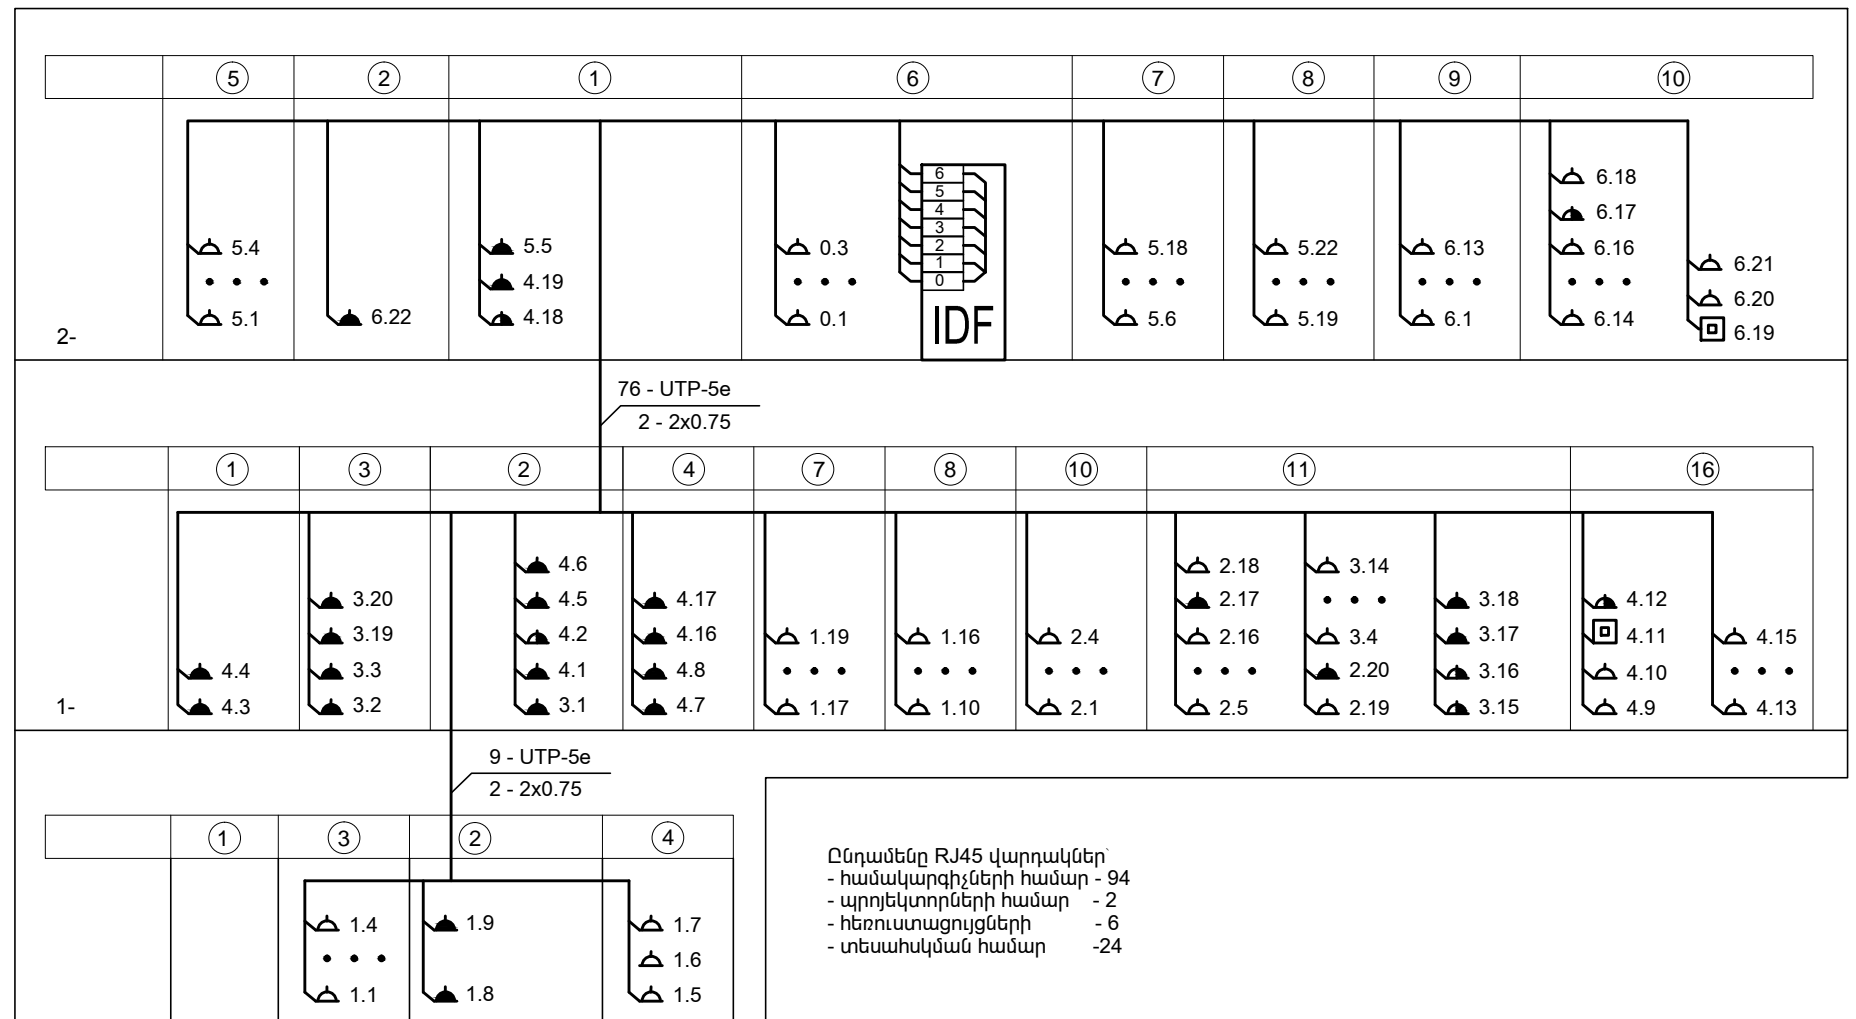 5 2 1 6 7 8 9 10
6
5
4
3
2
1
0
IDF
6.18
6.17
5.4 5.5 0.3 5.18 5.22 6.13 6.16
4.19 6.21
6.20
5.1 6.22 4.18 0.1 5.6 5.19 6.1 6.14
6.19
2-
76 - UTP-5e
2 - 2x0.75
1 3 2 4 7 8 10 11 16
4.6 2.18 3.14
3.20 4.5 4.17 2.17 3.18 4.12
3.19 4.2 4.16 1.19 1.16 2.4 2.16 3.4 3.17 4.11 4.15
4.4 3.3 4.1 4.8 2.20 3.16 4.10
4.3 3.2 3.1 4.7 1.17 1.10 2.1 2.5 2.19 3.15 4.9 4.13
1-
9 - UTP-5e
2 - 2x0.75
1 3 2 4
1.4 1.9 1.7
1.6
1.1 1.8 1.5
Ընդամենը RJ45 վարդակներ՝
- համակարգիչների համար - 94
- պրոյեկտորների համար - 2
- հեռուստացույցների - 6
- տեսահսկման համար -24